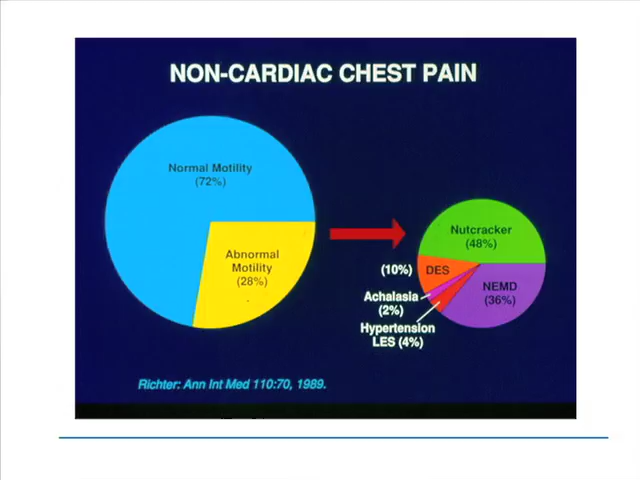 NON-CARDIAC CHEST PAIN
Normal Motility
(72%)
Abnormal
Motility
(28%)
Nutcracker
(48%)
(10%)
DES
NEMD
(36%)
Achalasia
(2%)
Hypertension
LES (4%)
Richter: Ann Int Med 110:70, 1989.